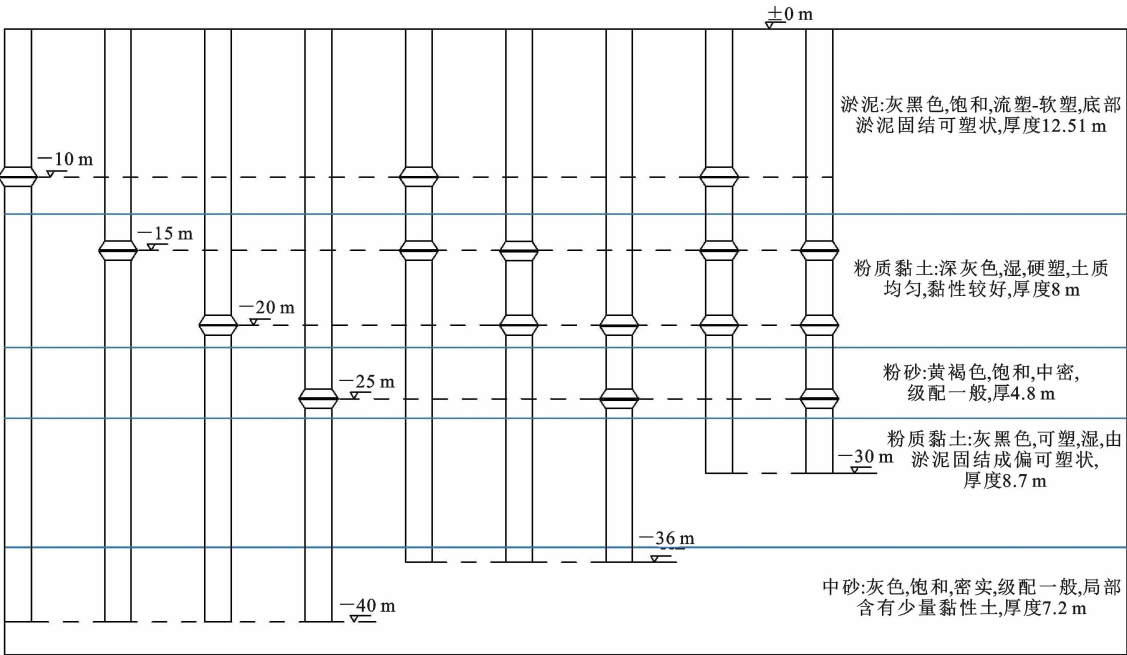 ±0 m
淤泥:灰黑色,饱和,流塑-软塑,底部
淤泥固结可塑状,厚度12.51 m
−10 m
−15 m
粉质黏土:深灰色,湿,硬塑,土质
均匀,黏性较好,厚度8 m
−20 m
−25 m
粉砂:黄褐色,饱和,中密,
级配一般,厚4.8 m
粉质黏土:灰黑色,可塑,湿,由
淤泥固结成偏可塑状,
厚度8.7 m
−30 m
−36 m
−40 m
中砂:灰色,饱和,密实,级配一般,局部
含有少量黏性土,厚度7.2 m